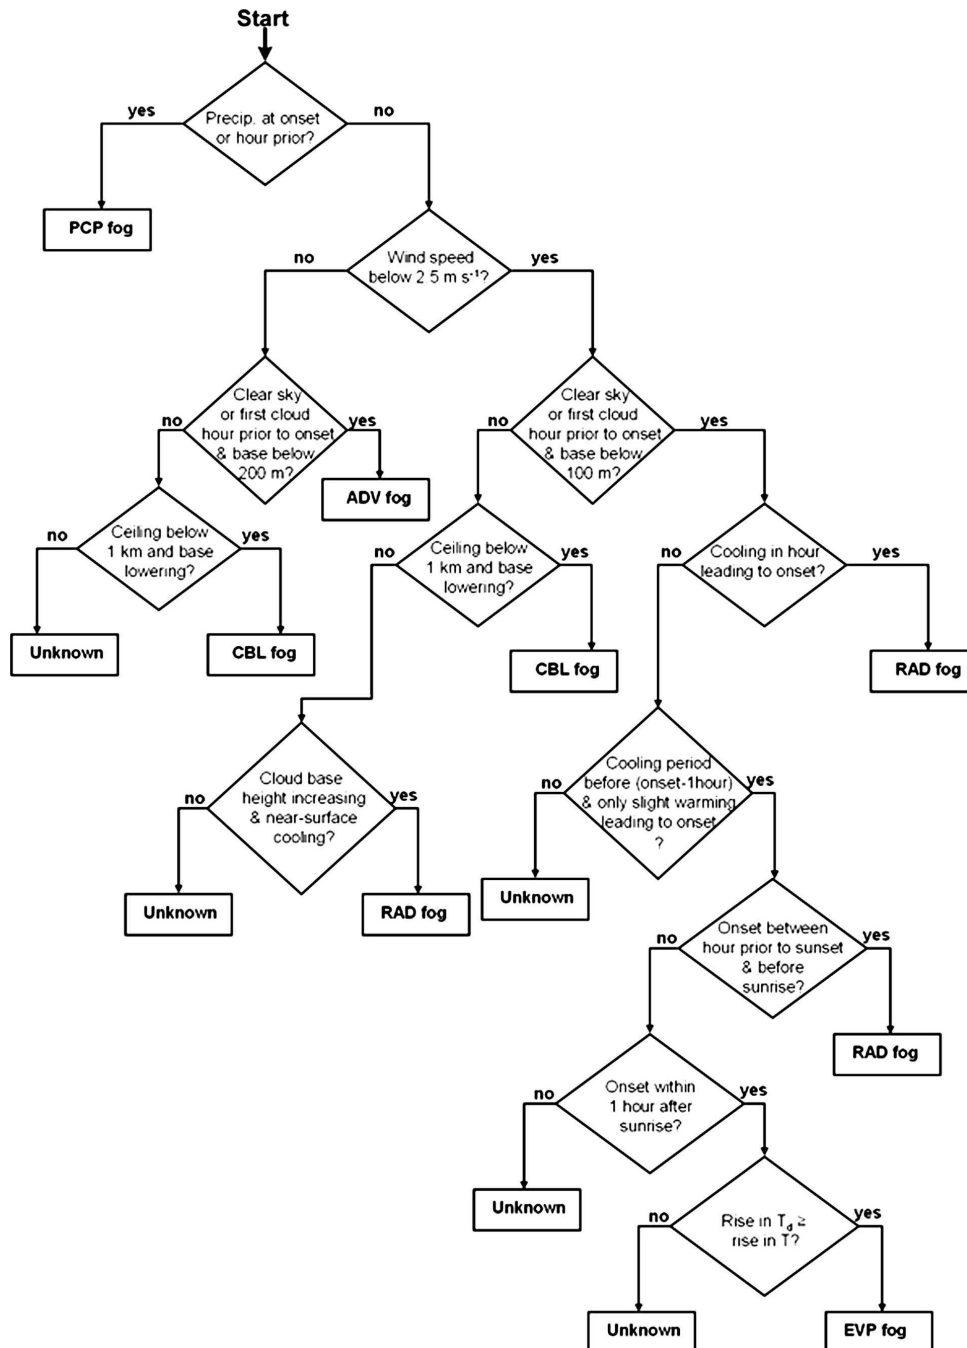 Start
yes
no
Precip. at onset
or hour prior?
PCP fog
no
yes
Wind speed
below 2.5 m s⁻¹?
Clear sky
or first cloud
hour prior to onset
& base below
200 m?
no
yes
Clear sky
or first cloud
hour prior to onset
& base below
100 m?
no
yes
ADV fog
Ceiling below
1 km and base
lowering?
no
yes
Ceiling below
1 km and base
lowering?
no
yes
Cooling in hour
leading to onset?
no
yes
Unknown
CBL fog
CBL fog
RAD fog
Cloud base
height increasing
& near-surface
cooling?
no
yes
Cooling period
before (onset-1hour)
& only slight warming
leading to onset
?
no
yes
Unknown
RAD fog
Unknown
Onset between
hour prior to sunset
& before
sunrise?
no
yes
RAD fog
Onset within
1 hour after
sunrise?
no
yes
Unknown
Rise in Td ≥
rise in T?
no
yes
Unknown
EVP fog